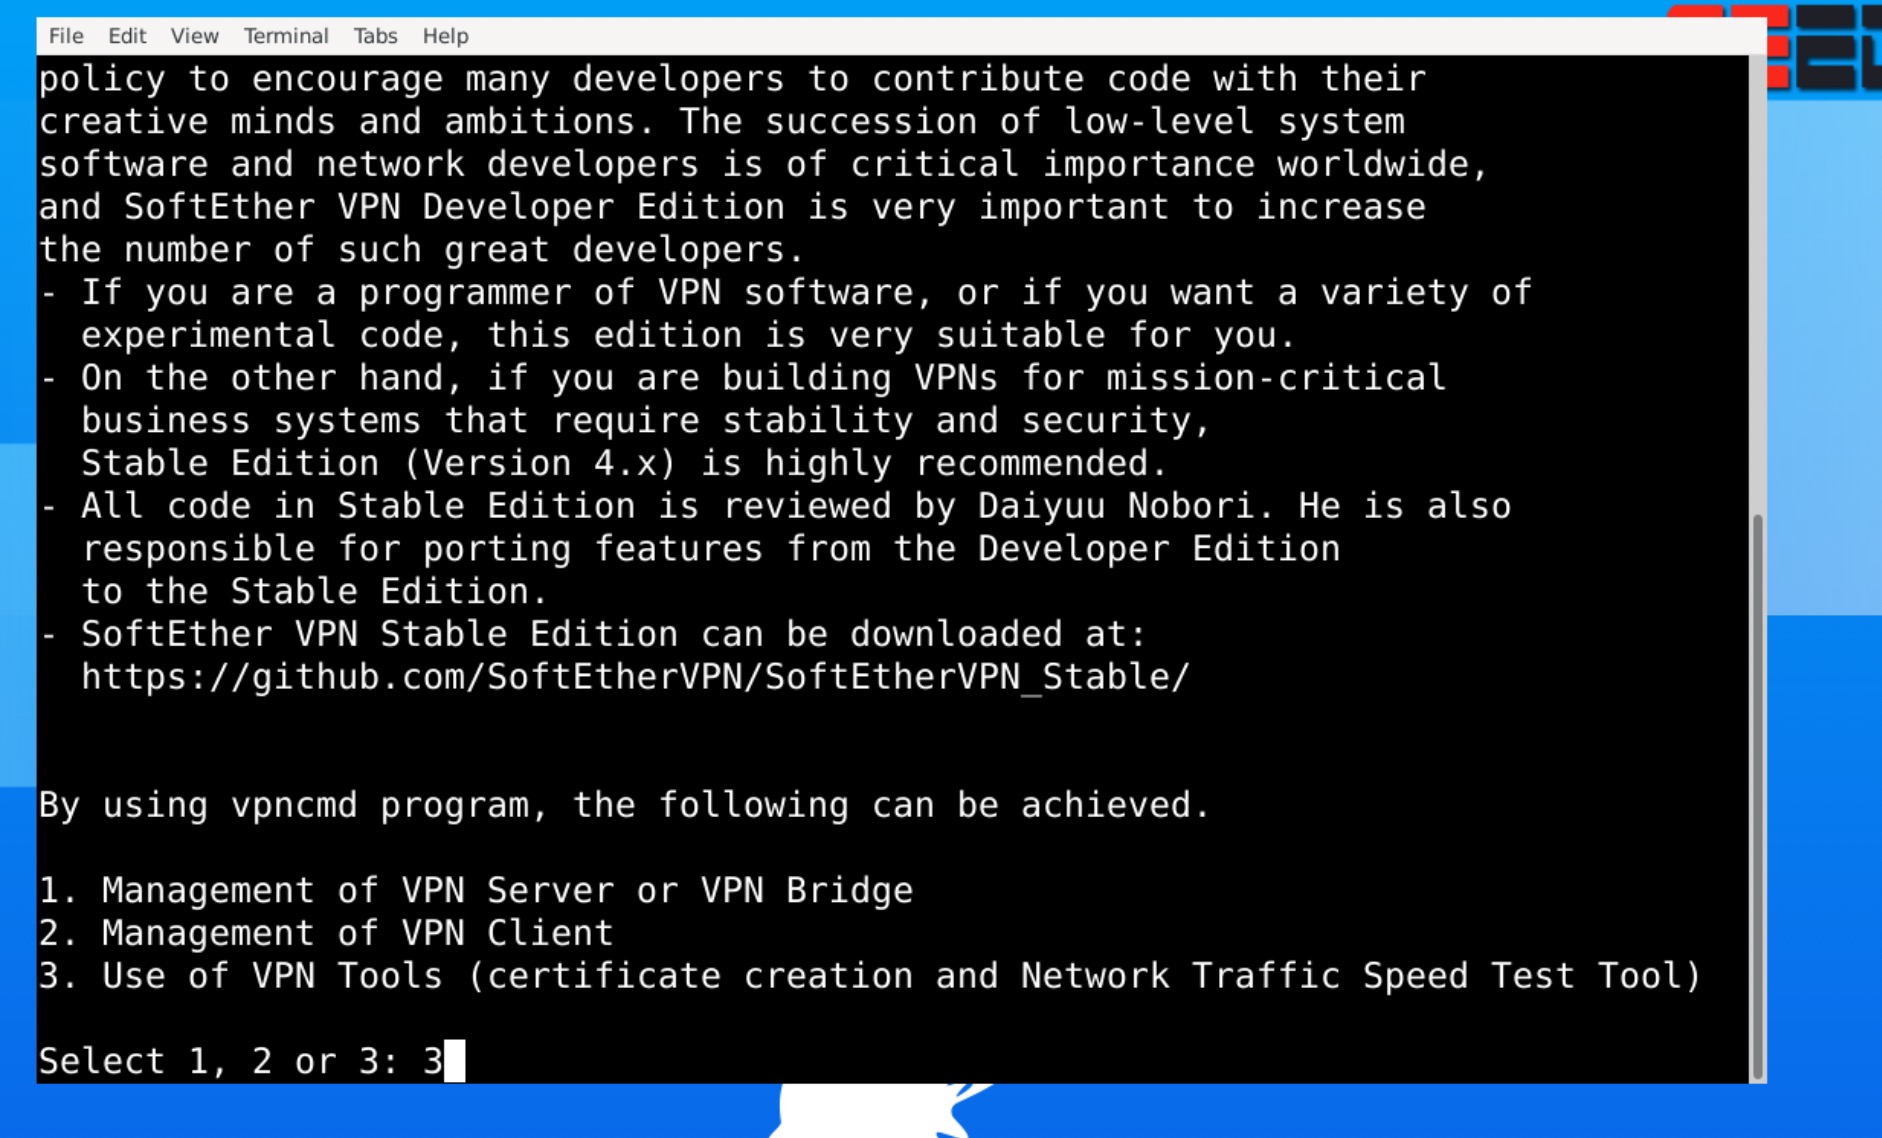 File Edit View Terminal Tabs Help
policy to encourage many developers to contribute code with their
creative minds and ambitions. The succession of low-level system
software and network developers is of critical importance worldwide,
and SoftEther VPN Developer Edition is very important to increase
the number of such great developers.
- If you are a programmer of VPN software, or if you want a variety of
experimental code, this edition is very suitable for you.
- On the other hand, if you are building VPNs for mission-critical
business systems that require stability and security,
Stable Edition (Version 4.x) is highly recommended.
- All code in Stable Edition is reviewed by Daiyuu Nobori. He is also
responsible for porting features from the Developer Edition
to the Stable Edition.
- SoftEther VPN Stable Edition can be downloaded at:
https://github.com/SoftEtherVPN/SoftEtherVPN_Stable/
By using vpncmd program, the following can be achieved.
1. Management of VPN Server or VPN Bridge
2. Management of VPN Client
3. Use of VPN Tools (certificate creation and Network Traffic Speed Test Tool)
Select 1, 2 or 3: 3